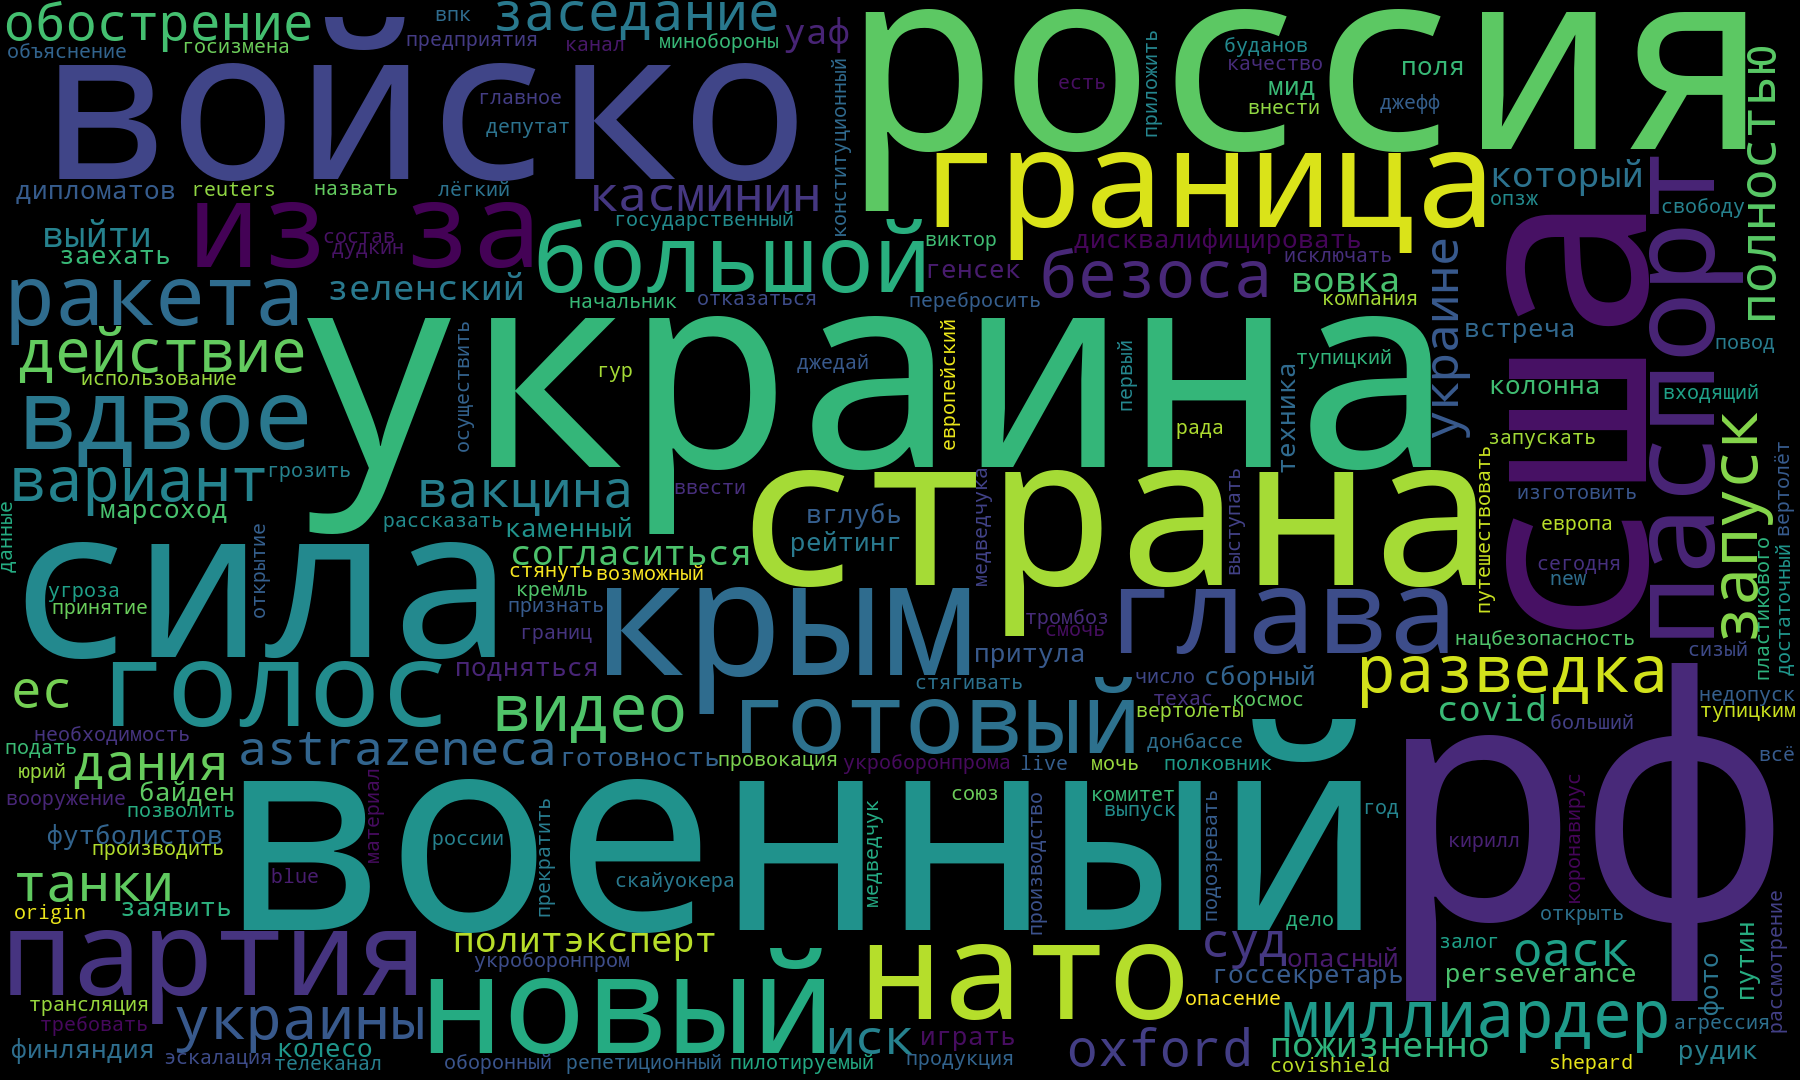 обострение
впк
заседание
россия
объяснение
госизмена
предприятия
канал
минобороны
уаф
буданов
войско
главное
депутат
конституционный
есть
приложить
качество
мид
внести
поля
джефф
полностью
дипломатов
reuters
назвать
лёгкий
касминин
граница
который
опзж
свободу
паспорт
сша
выйти
заехать
из за
состав
дудкин
государственный
большой
виктор
генсек
дисквалифицировать
безоса
исключать
вовка
украине
ракета
зеленский
начальник
отказаться
перебросить
компания
встреча
повод
действие
использование
украина
осуществить
гур
джедай
европейский
первый
рада
техника
тупицкий
колонна
входящий
вдвое
запускать
запуск
вариант
грозить
вакцина
ввести
страна
выступать
путешествовать
изготовить
европа
сегодня
new
достаточный вертолёт
пластикового
данные
марсоход
рассказать
каменный
вглубь
рейтинг
медведчука
согласиться
стянуть
возможный
кремль
признать
границ
сила
угроза
принятие
открытие
крым
тромбоз
смочь
глава
нацбезопасность
сизый
голос
подняться
притула
стягивать
число
сборный
техас
космос
разведка
недопуск
тупицким
ес
видео
готовый
вертолеты
covid
больший
необходимость
подать
юрий
дания
astrazeneca
готовность
провокация
укроборонпрома
live
мочь
донбассе
полковник
всё
рф
вооружение
байден
позволить
материал
военный
союз
комитет
выпуск
год
футболистов
производить
россии
прекратить
медведчук
производство
подозревать
кирилл
коронавирус
танки
blue
скайуокера
origin
заявить
дело
открыть
партия
политэксперт
укроборонпром
нато
суд
опасный
госсекретарь
залог
оаск
perseverance
фото
путин
рассмотрение
трансляция
требовать
украины
новый
опасение
миллиардер
агрессия
финляндия
эскалация
колесо
телеканал
оборонный
репетиционный
пилотируемый
иск
играть
продукция
oxford
пожизненно
covishield
shepard
рудик